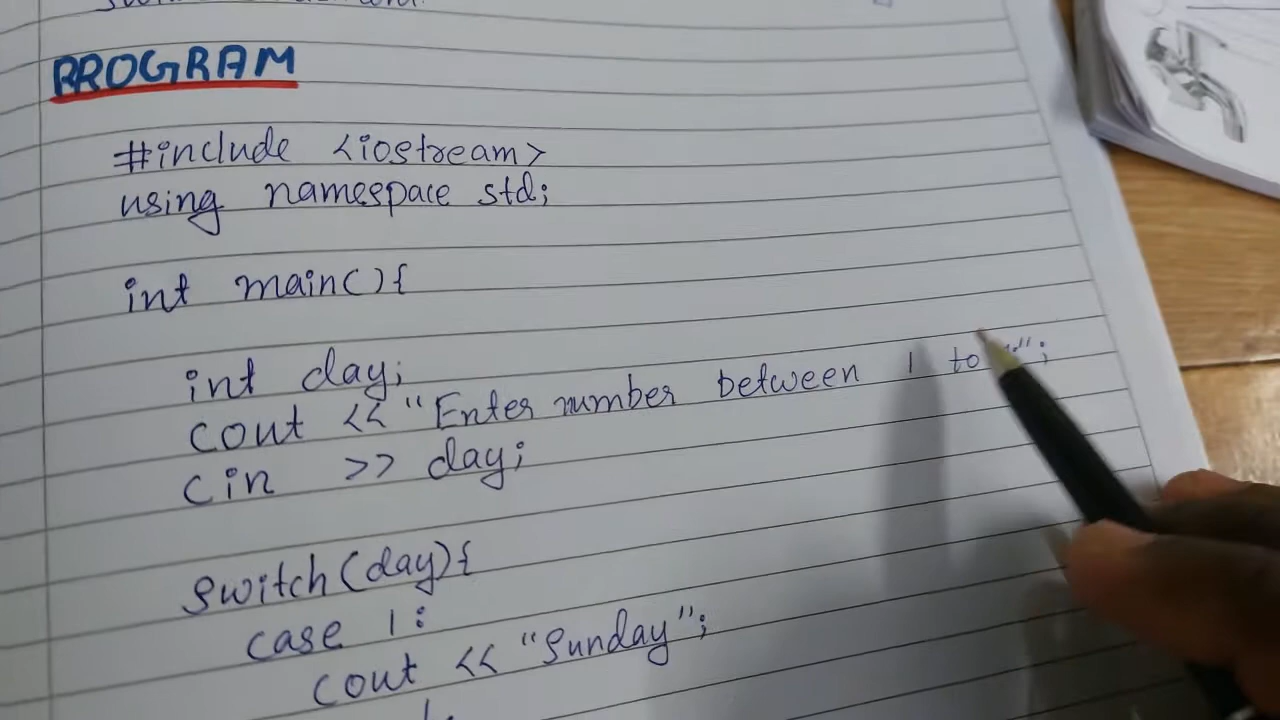 PROGRAM
#include <iostream>
using namespace std;
int main(){
int day;
cout << "Enter number between 1 to ";
cin >> day;
switch(day){
case 1:
cout << "Sunday";